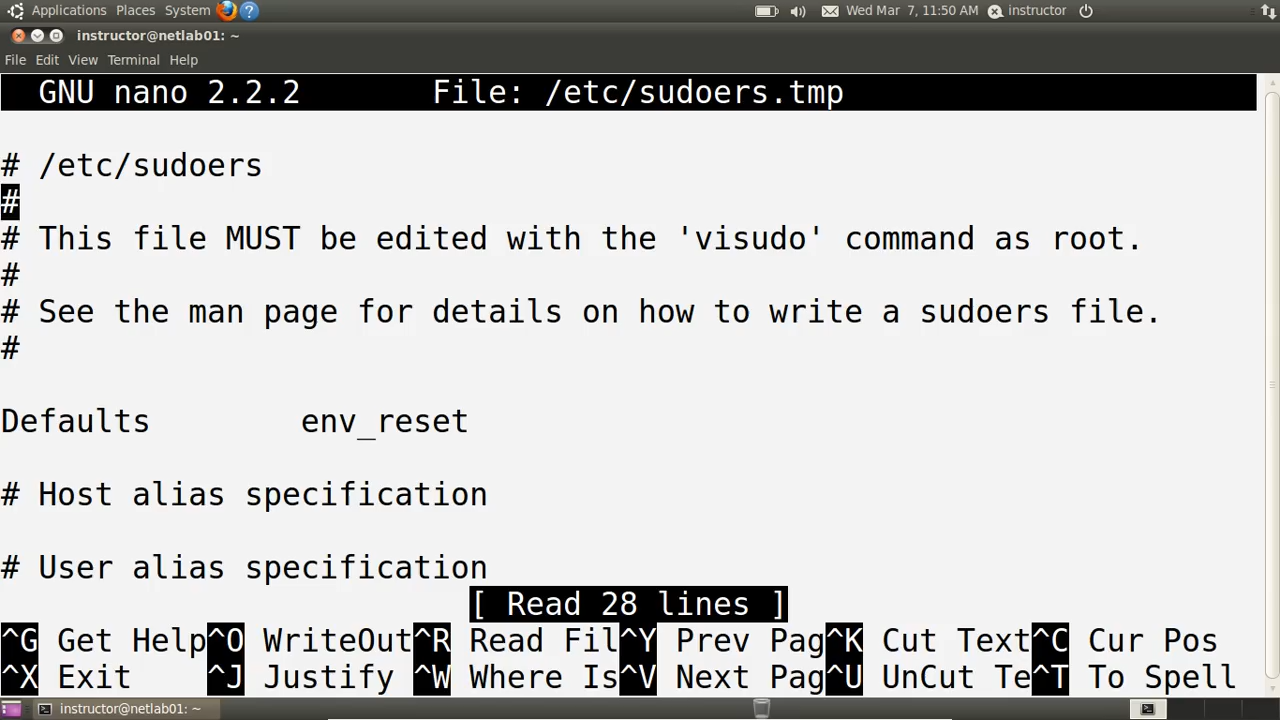 Applications Places System Wed Mar 7, 11:50 AM instructor
instructor@netlab01: ~
File Edit View Terminal Help
GNU nano 2.2.2 File: /etc/sudoers.tmp
# /etc/sudoers
#
# This file MUST be edited with the 'visudo' command as root.
#
# See the man page for details on how to write a sudoers file.
#
Defaults env_reset
# Host alias specification
# User alias specification
[ Read 28 lines ]
^G Get Help ^O WriteOut ^R Read Fil ^Y Prev Pag ^K Cut Text ^C Cur Pos
^X Exit ^J Justify ^W Where Is ^V Next Pag ^U UnCut Te ^T To Spell
instructor@netlab01: ~